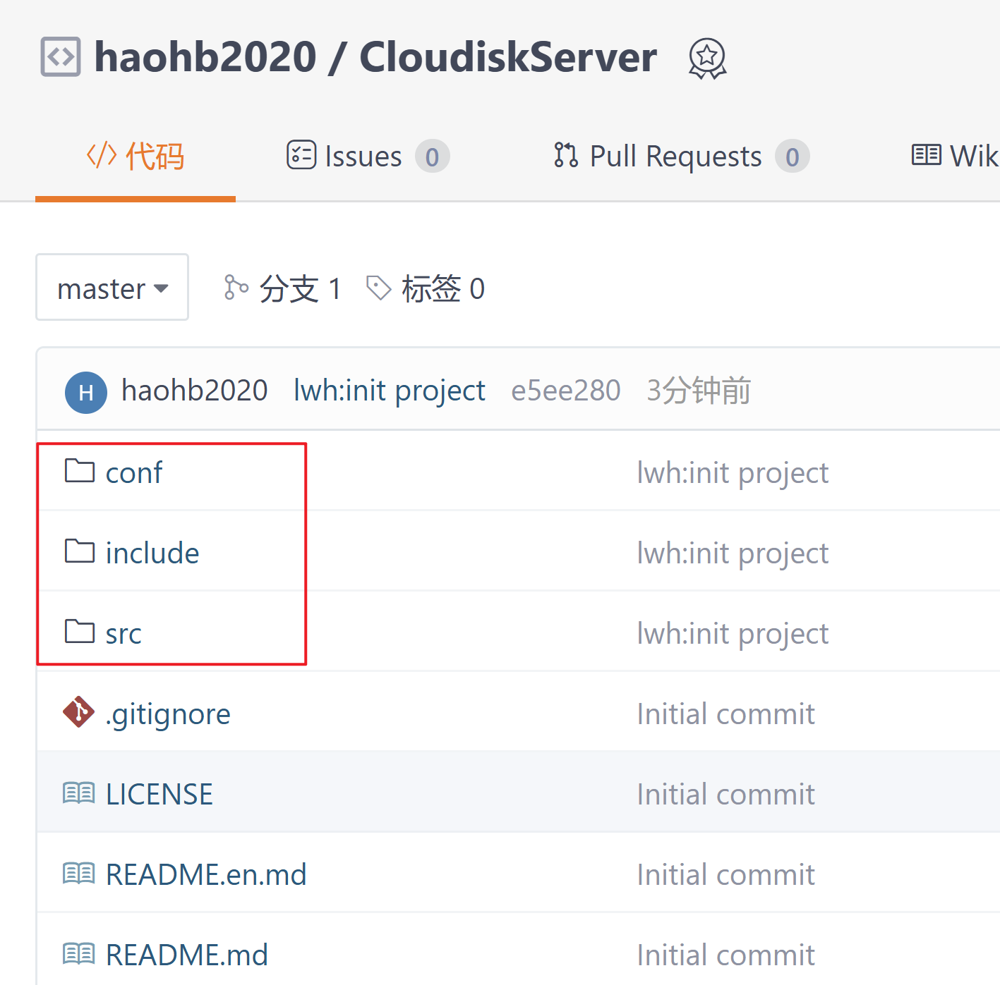 haohb2020 / CloudiskServer
代码 Issues 0 Pull Requests 0 Wik
master 分支 1 标签 0
H haohb2020 lwh:init project e5ee280 3分钟前
conf lwh:init project
include lwh:init project
src lwh:init project
.gitignore Initial commit
LICENSE Initial commit
README.en.md Initial commit
README.md Initial commit